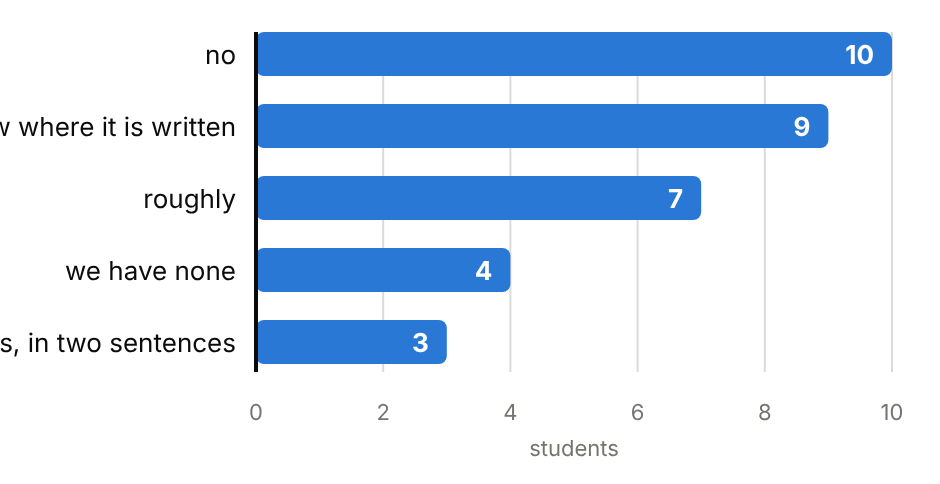 no
10
where it is written
9
roughly
7
we have none
4
in two sentences
3
0 2 4 6 8 10
students